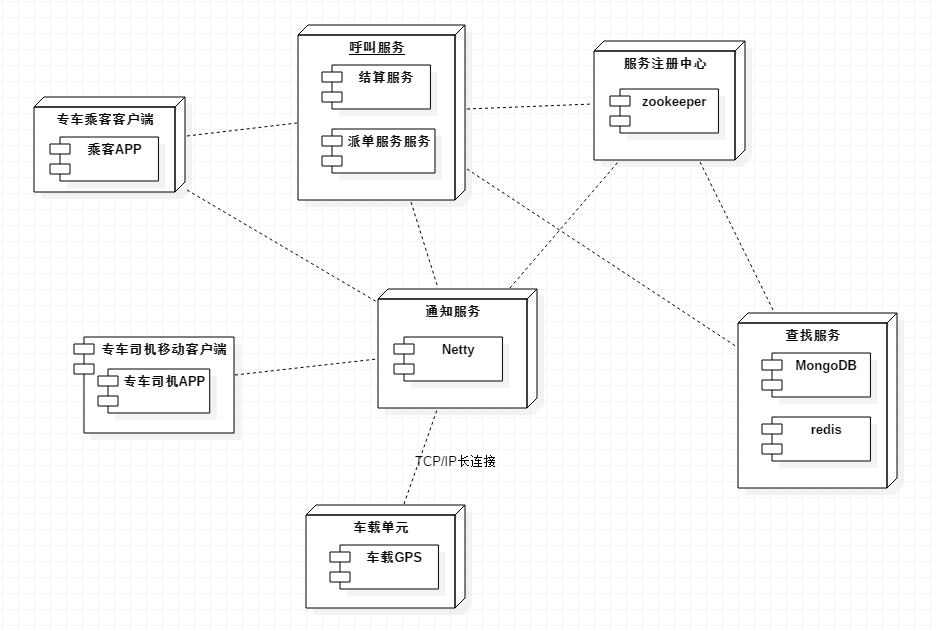 呼叫服务
结算服务
派单服务服务
服务注册中心
zookeeper
专车乘客客户端
乘客APP
通知服务
Netty
专车司机移动客户端
专车司机APP
查找服务
MongoDB
redis
TCP/IP长连接
车载单元
车载GPS